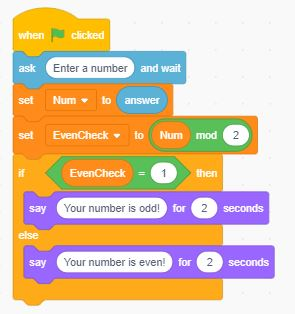 when clicked
ask Enter a number and wait
set Num to answer
set EvenCheck to Num mod 2
if EvenCheck = 1 then
say Your number is odd! for 2 seconds
else
say Your number is even! for 2 seconds